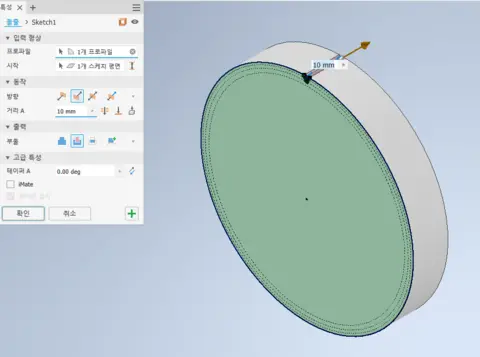 특성 × +
돌출 > Sketch1
입력 형상
프로파일 1개 프로파일
시작 1개 스케치 평면
동작
방향
거리 A 10 mm
출력
부울
고급 특성
테이퍼 A 0.00 deg
iMate
확인 취소
10 mm